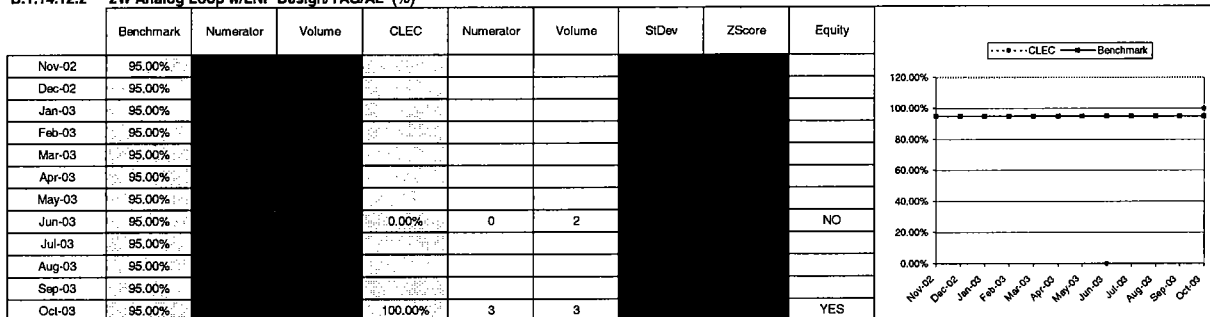 2W Analog Loop w/LNP Design/TAG/AL (%)
Benchmark Numerator Volume CLEC Numerator Volume StDev ZScore Equity
Nov-02 95.00%
Dec-02 95.00%
Jan-03 95.00%
Feb-03 95.00%
Mar-03 95.00%
Apr-03 95.00%
May-03 95.00%
Jun-03 95.00% 0.00% 0 2 NO
Jul-03 95.00%
Aug-03 95.00%
Sep-03 95.00%
Oct-03 95.00% 100.00% 3 3 YES
CLEC Benchmark
120.00%
100.00%
80.00%
60.00%
40.00%
20.00%
0.00%
Nov-02 Dec-02 Jan-03 Feb-03 Mar-03 Apr-03 May-03 Jun-03 Jul-03 Aug-03 Sep-03 Oct-03